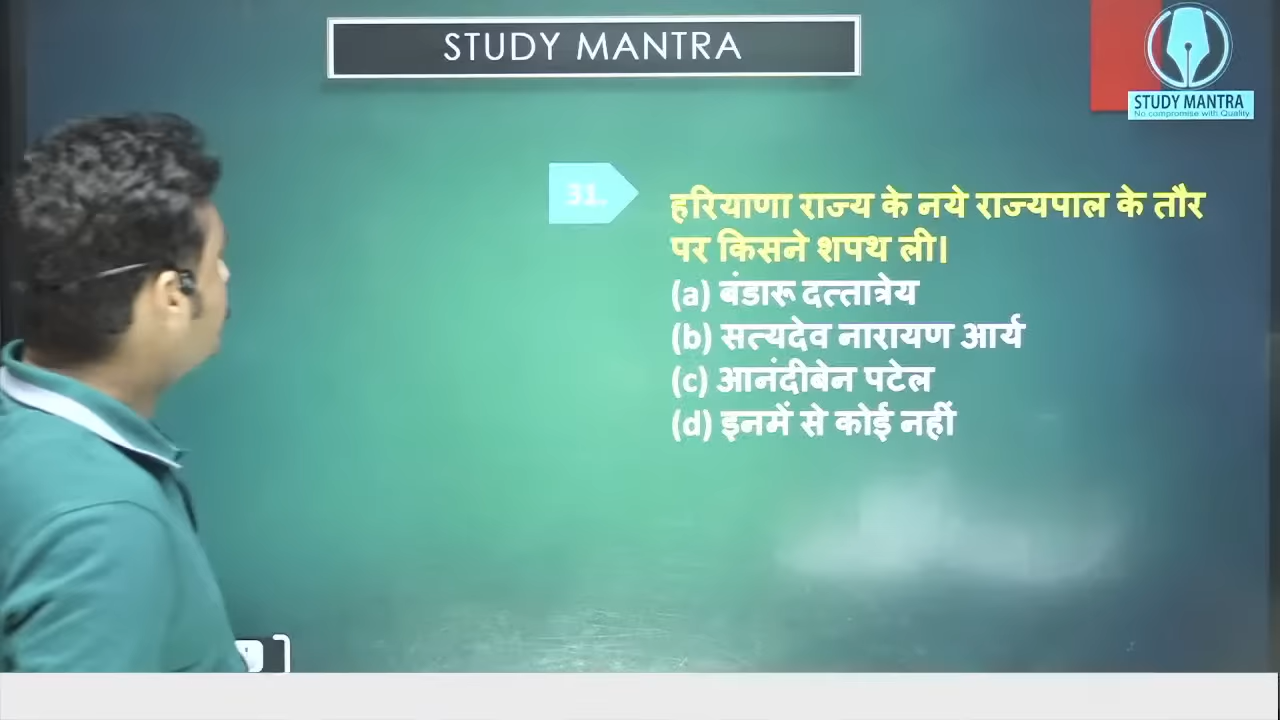 STUDY MANTRA
STUDY MANTRA
No compromise with Quality
31.
हरियाणा राज्य के नये राज्यपाल के तौर
पर किसने शपथ ली।
(a) बंडारू दत्तात्रेय
(b) सत्यदेव नारायण आर्य
(c) आनंदीबेन पटेल
(d) इनमें से कोई नहीं